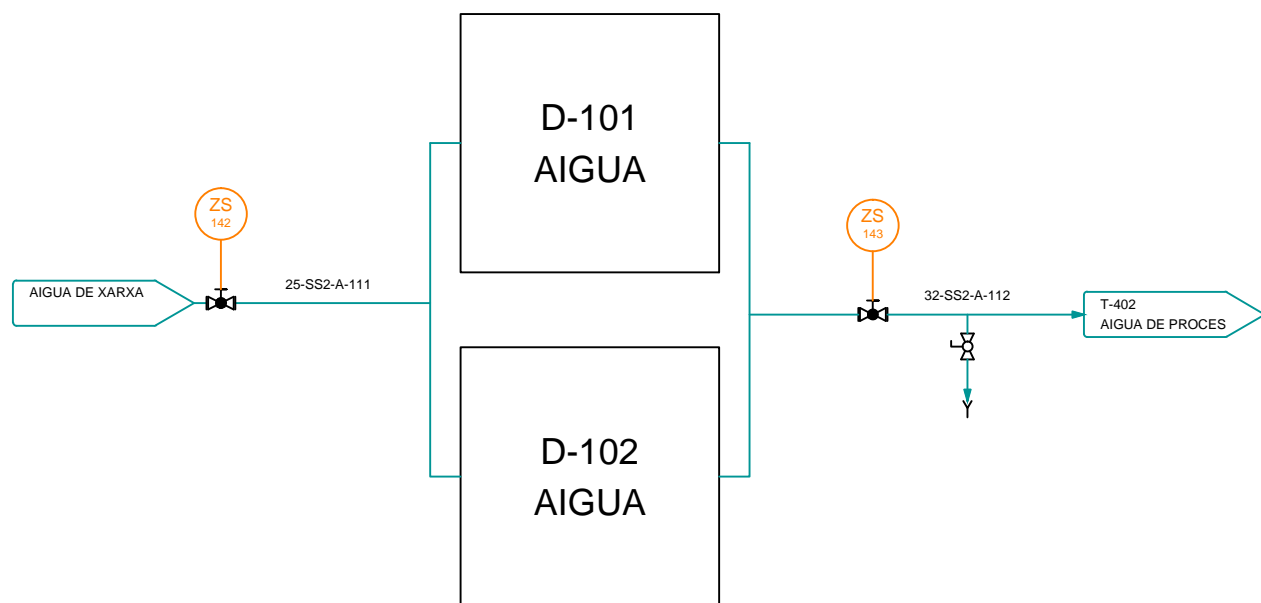 D-101
AIGUA
ZS
142
ZS
143
AIGUA DE XARXA
25-SS2-A-111
32-SS2-A-112
T-402
AIGUA DE PROCES
D-102
AIGUA